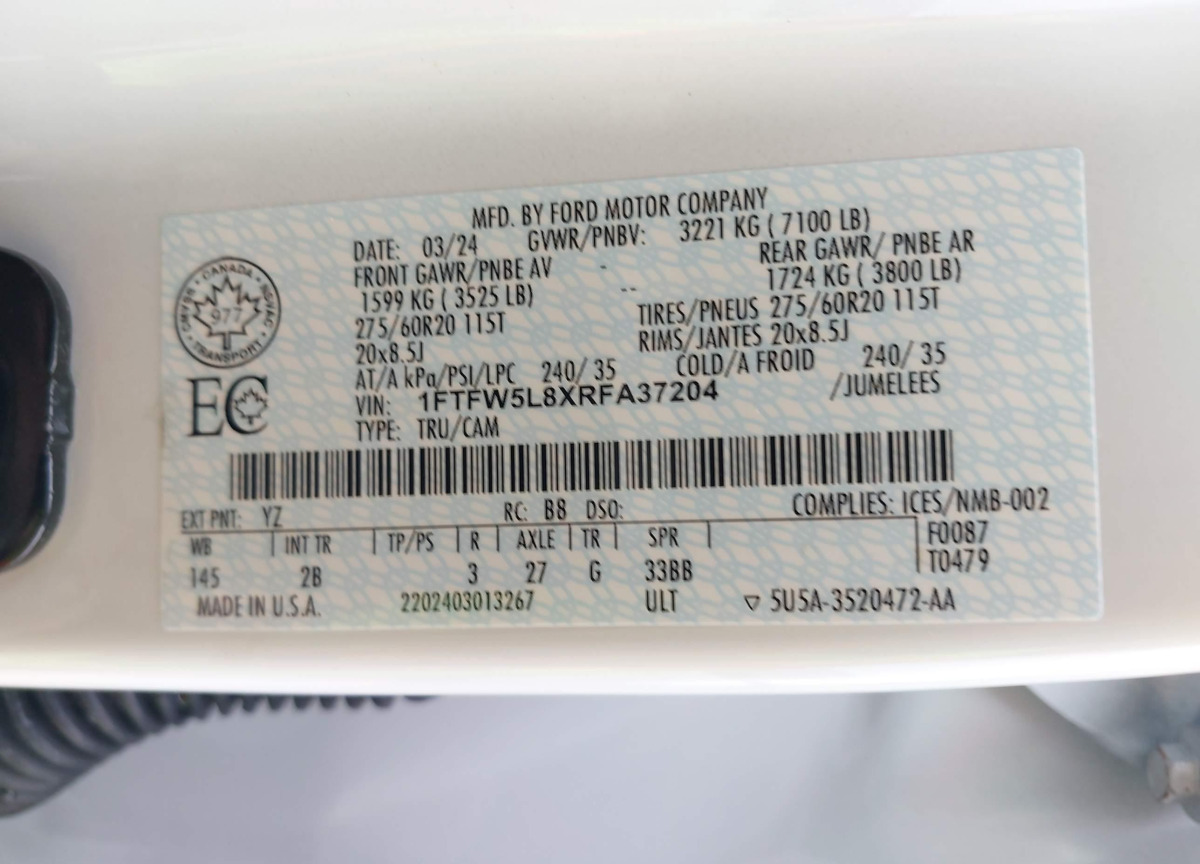 MFD. BY FORD MOTOR COMPANY
DATE: 03/24 GVWR/PNBV: 3221 KG ( 7100 LB)
FRONT GAWR/PNBE AV - REAR GAWR/ PNBE AR
1599 KG ( 3525 LB) -- 1724 KG ( 3800 LB)
275/60R20 115T TIRES/PNEUS 275/60R20 115T
20x8.5J RIMS/JANTES 20x8.5J
AT/A kPa/PSI/LPC 240/ 35 COLD/A FROID 240/ 35
VIN: 1FTFW5L8XRFA37204 /JUMELEES
TYPE: TRU/CAM
CANADA
977
TRANSPORT
EC
EXT PNT: YZ RC: B8 DSO: COMPLIES: ICES/NMB-002
WB INT TR TP/PS R AXLE TR SPR F0087
T0479
145 2B 3 27 G 33BB
MADE IN U.S.A. 2202403013267 ULT ▽ 5U5A-3520472-AA